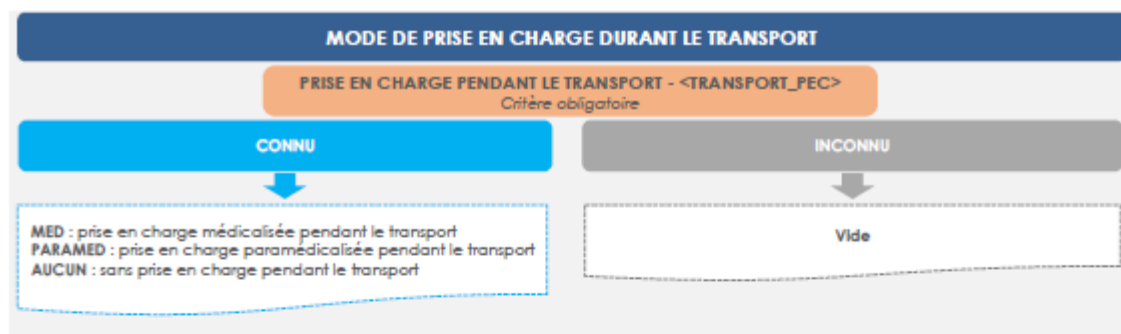 MODE DE PRISE EN CHARGE DURANT LE TRANSPORT
PRISE EN CHARGE PENDANT LE TRANSPORT - <TRANSPORT_PEC>
Critère obligatoire
CONNU
INCONNU
MED : prise en charge médicalisée pendant le transport
PARAMED : prise en charge paramédicalisée pendant le transport
AUCUN : sans prise en charge pendant le transport
Vide